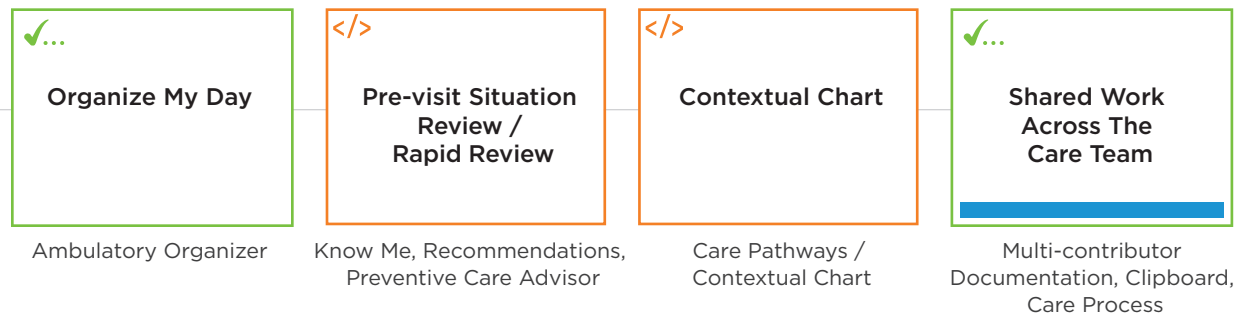 ✓...
</>
</>
✓...
Organize My Day
Pre-visit Situation
Review /
Rapid Review
Contextual Chart
Shared Work
Across The
Care Team
Ambulatory Organizer
Know Me, Recommendations,
Preventive Care Advisor
Care Pathways /
Contextual Chart
Multi-contributor
Documentation, Clipboard,
Care Process